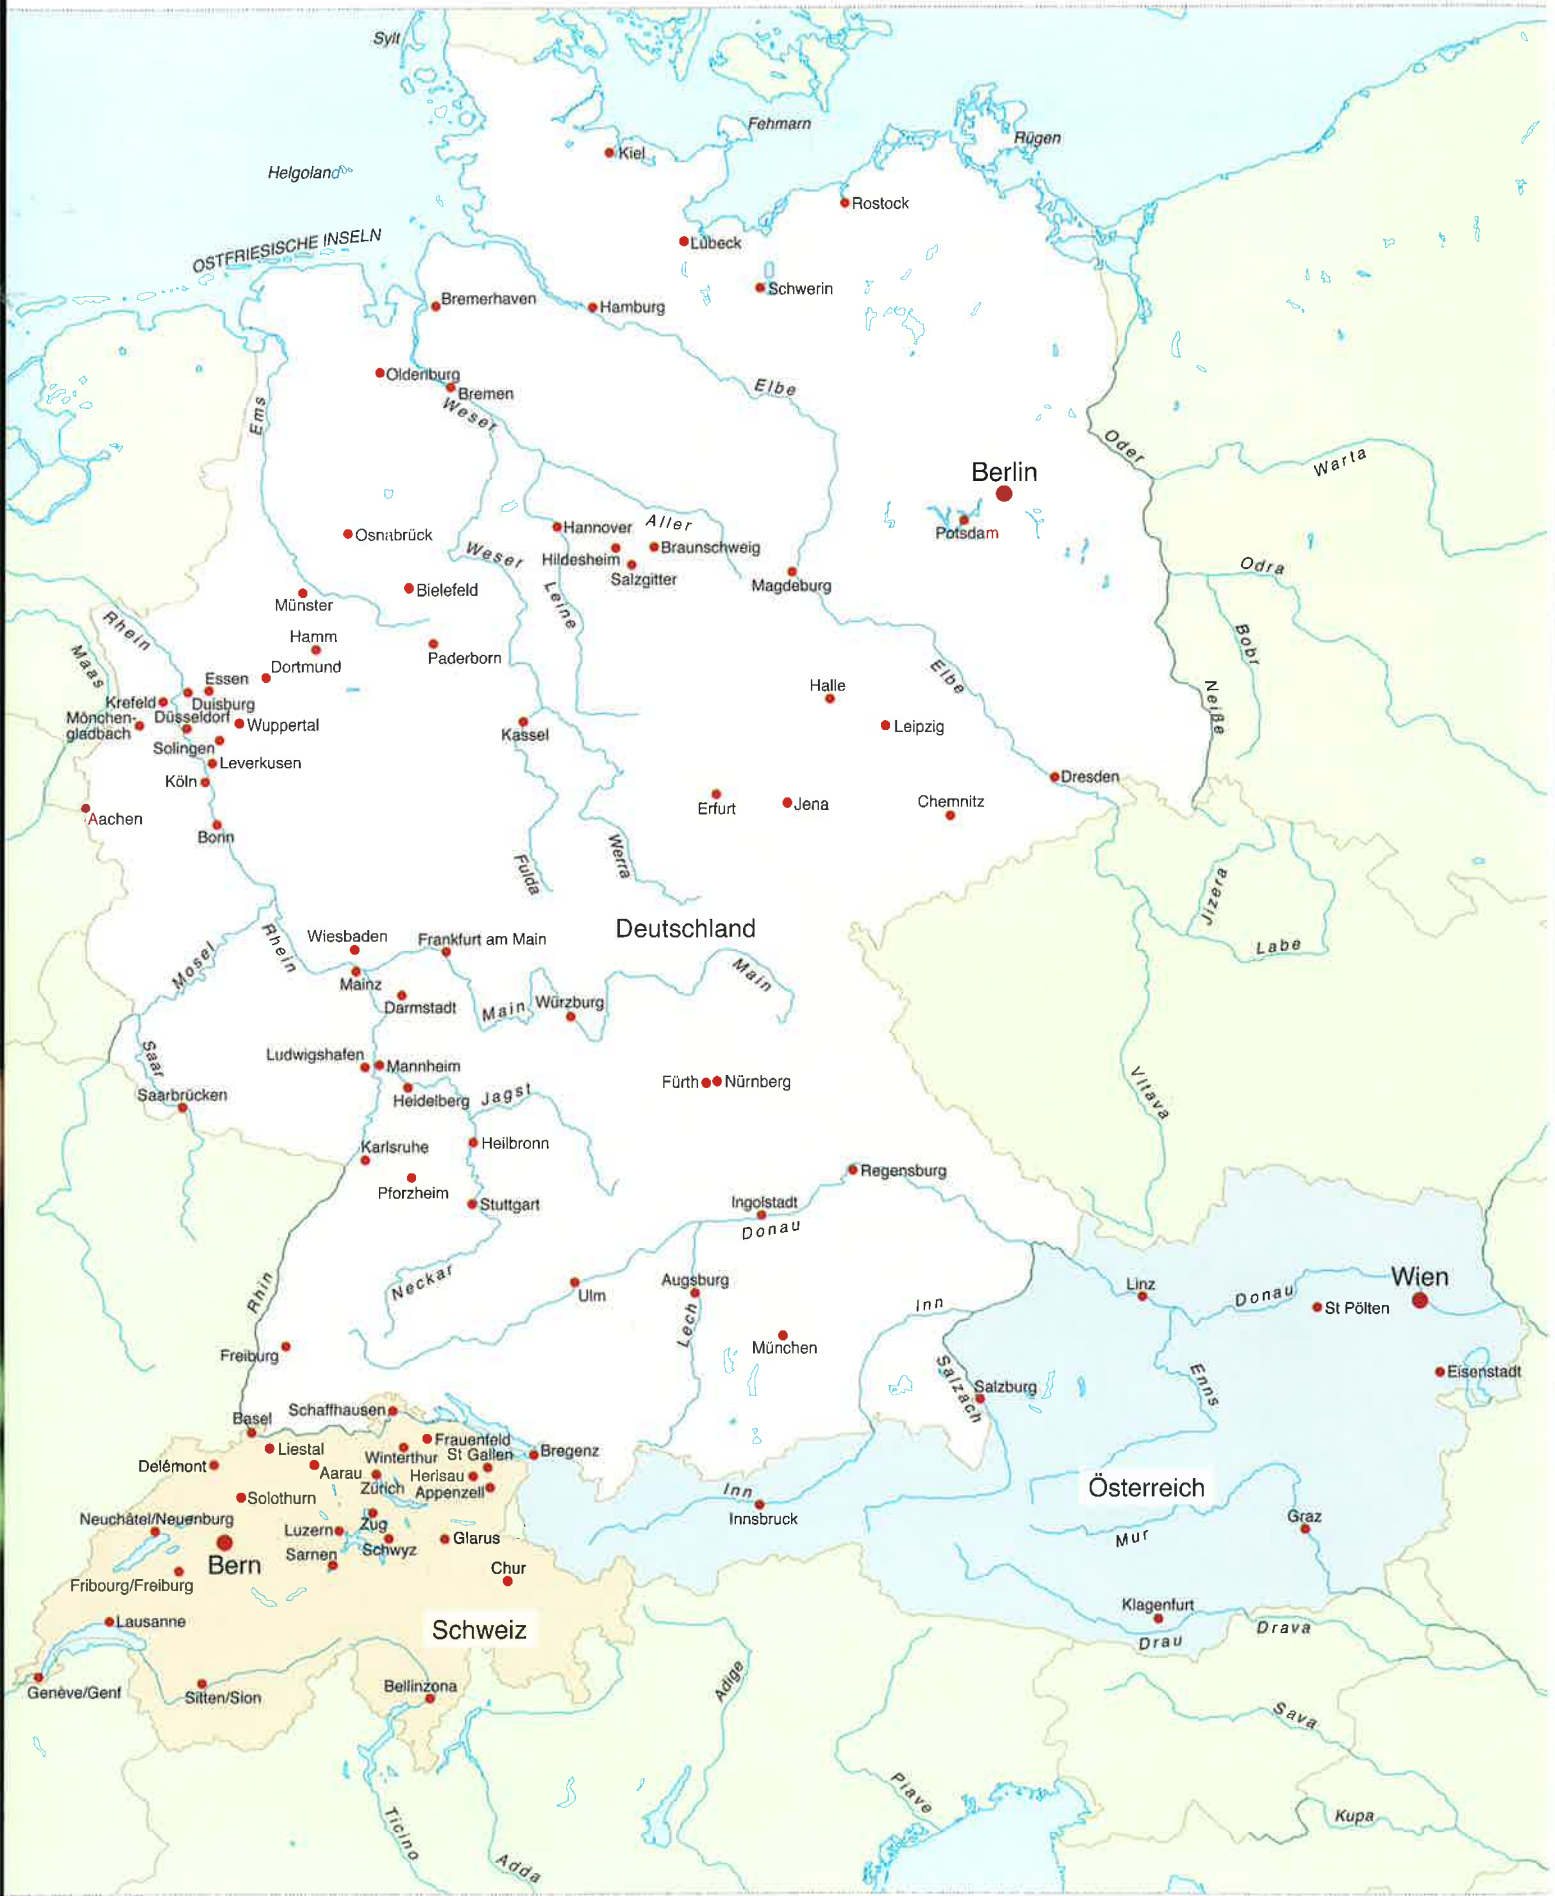 Sylt
Fehmarn
Rügen
Kiel
Helgoland
Rostock
OSTFRIESISCHE INSELN
Lübeck
Schwerin
Bremerhaven
Hamburg
Oldenburg
Bremen
Elbe
Weser
Ems
Oder
Warta
Berlin
Potsdam
Osnabrück
Hannover
Aller
Weser
Hildesheim
Braunschweig
Salzgitter
Magdeburg
Odra
Bielefeld
Münster
Leine
Rhein
Bobr
Hamm
Paderborn
Maas
Dortmund
Essen
Elbe
Neiße
Halle
Krefeld
Duisburg
Mönchen-
gladbach
Düsseldorf
Wuppertal
Kassel
Leipzig
Solingen
Leverkusen
Köln
Dresden
Erfurt
Jena
Chemnitz
Aachen
Bonn
Fulda
Werra
Jizera
Deutschland
Labe
Wiesbaden
Frankfurt am Main
Rhein
Mosel
Main
Mainz
Darmstadt
Main
Würzburg
Ludwigshafen
Mannheim
Saar
Fürth
Nürnberg
Saarbrücken
Heidelberg
Jagst
Vltava
Karlsruhe
Heilbronn
Regensburg
Pforzheim
Stuttgart
Ingolstadt
Donau
Rhin
Neckar
Ulm
Augsburg
Linz
Wien
Donau
St Pölten
Inn
Lech
München
Freiburg
Salzach
Salzburg
Enns
Eisenstadt
Schaffhausen
Basel
Liestal
Frauenfeld
Winterthur
St Gallen
Bregenz
Delémont
Aarau
Zürich
Herisau
Appenzell
Österreich
Solothurn
Inn
Innsbruck
Neuchâtel/Neuenburg
Luzern
Zug
Glarus
Graz
Mur
Bern
Sarnen
Schwyz
Chur
Fribourg/Freiburg
Klagenfurt
Lausanne
Schweiz
Drau
Drava
Genève/Genf
Sitten/Sion
Bellinzona
Adige
Sava
Piave
Kupa
Ticino
Adda